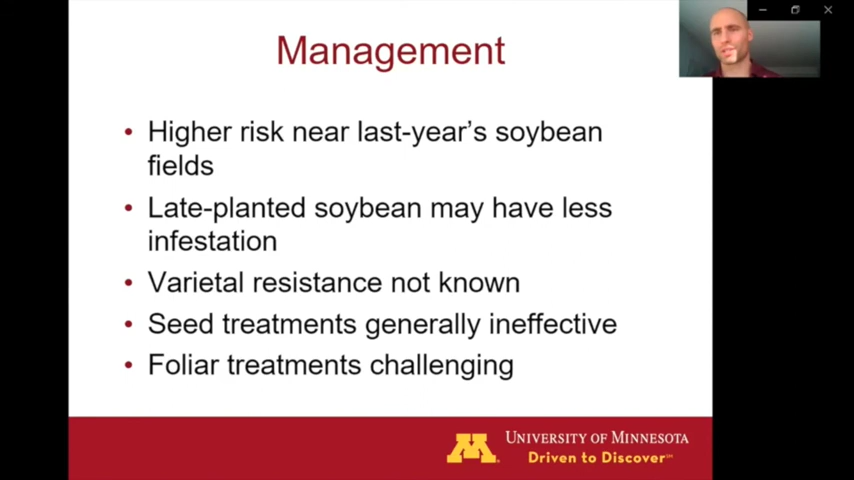 Management
• Higher risk near last-year's soybean
fields
• Late-planted soybean may have less
infestation
• Varietal resistance not known
• Seed treatments generally ineffective
• Foliar treatments challenging
M
UNIVERSITY OF MINNESOTA
Driven to Discover℠